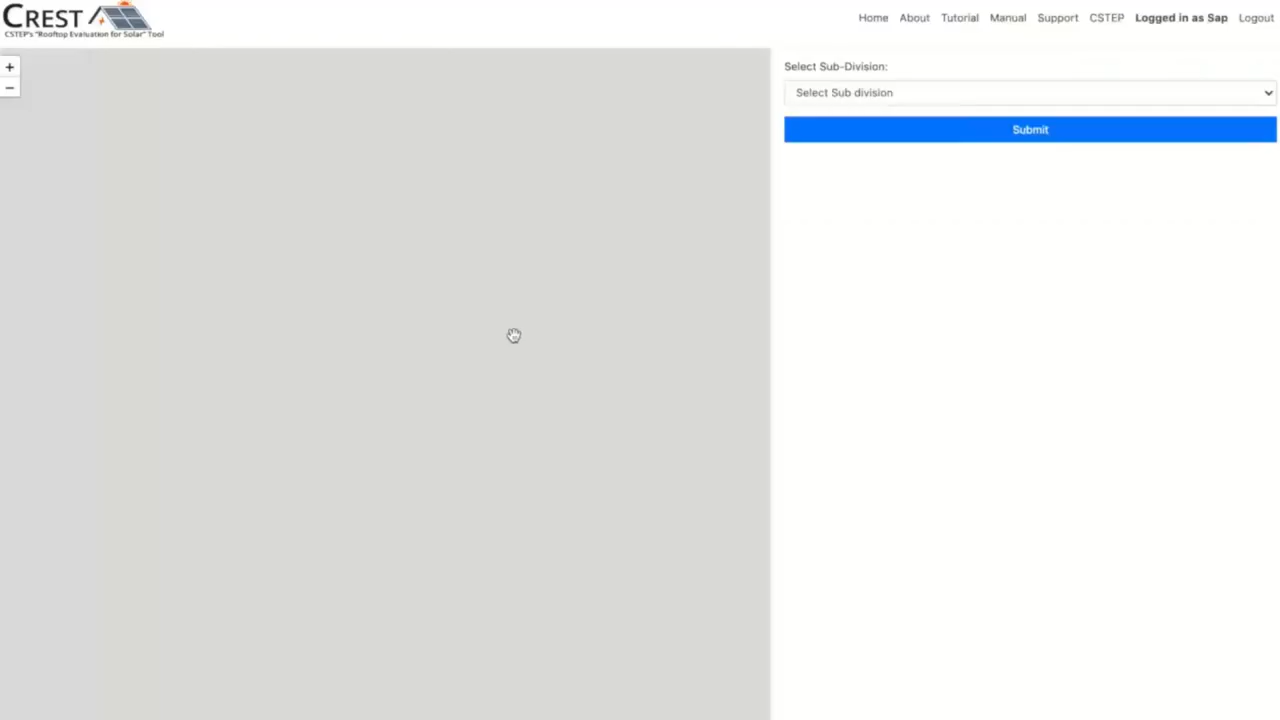 CREST
CSTEP's "Rooftop Evaluation for Solar" Tool
Home About Tutorial Manual Support CSTEP Logged in as Sap Logout
+
−
Select Sub-Division:
Select Sub division
Submit